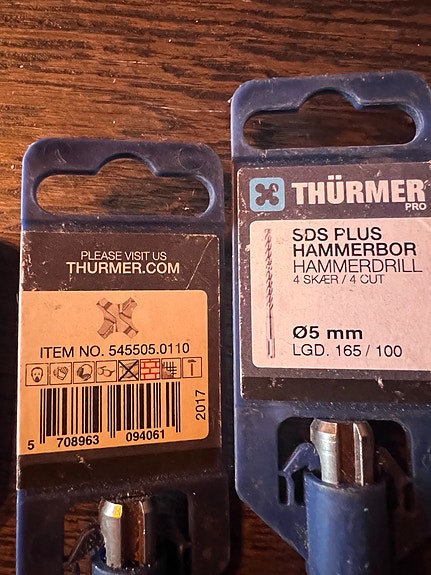 PLEASE VISIT US
THURMER.COM
ITEM NO. 545505.0110
5 708963 094061
2017
THÜRMER
PRO
SDS PLUS
HAMMERBOR
HAMMERDRILL
4 SKÆR / 4 CUT
Ø5 mm
LGD. 165 / 100